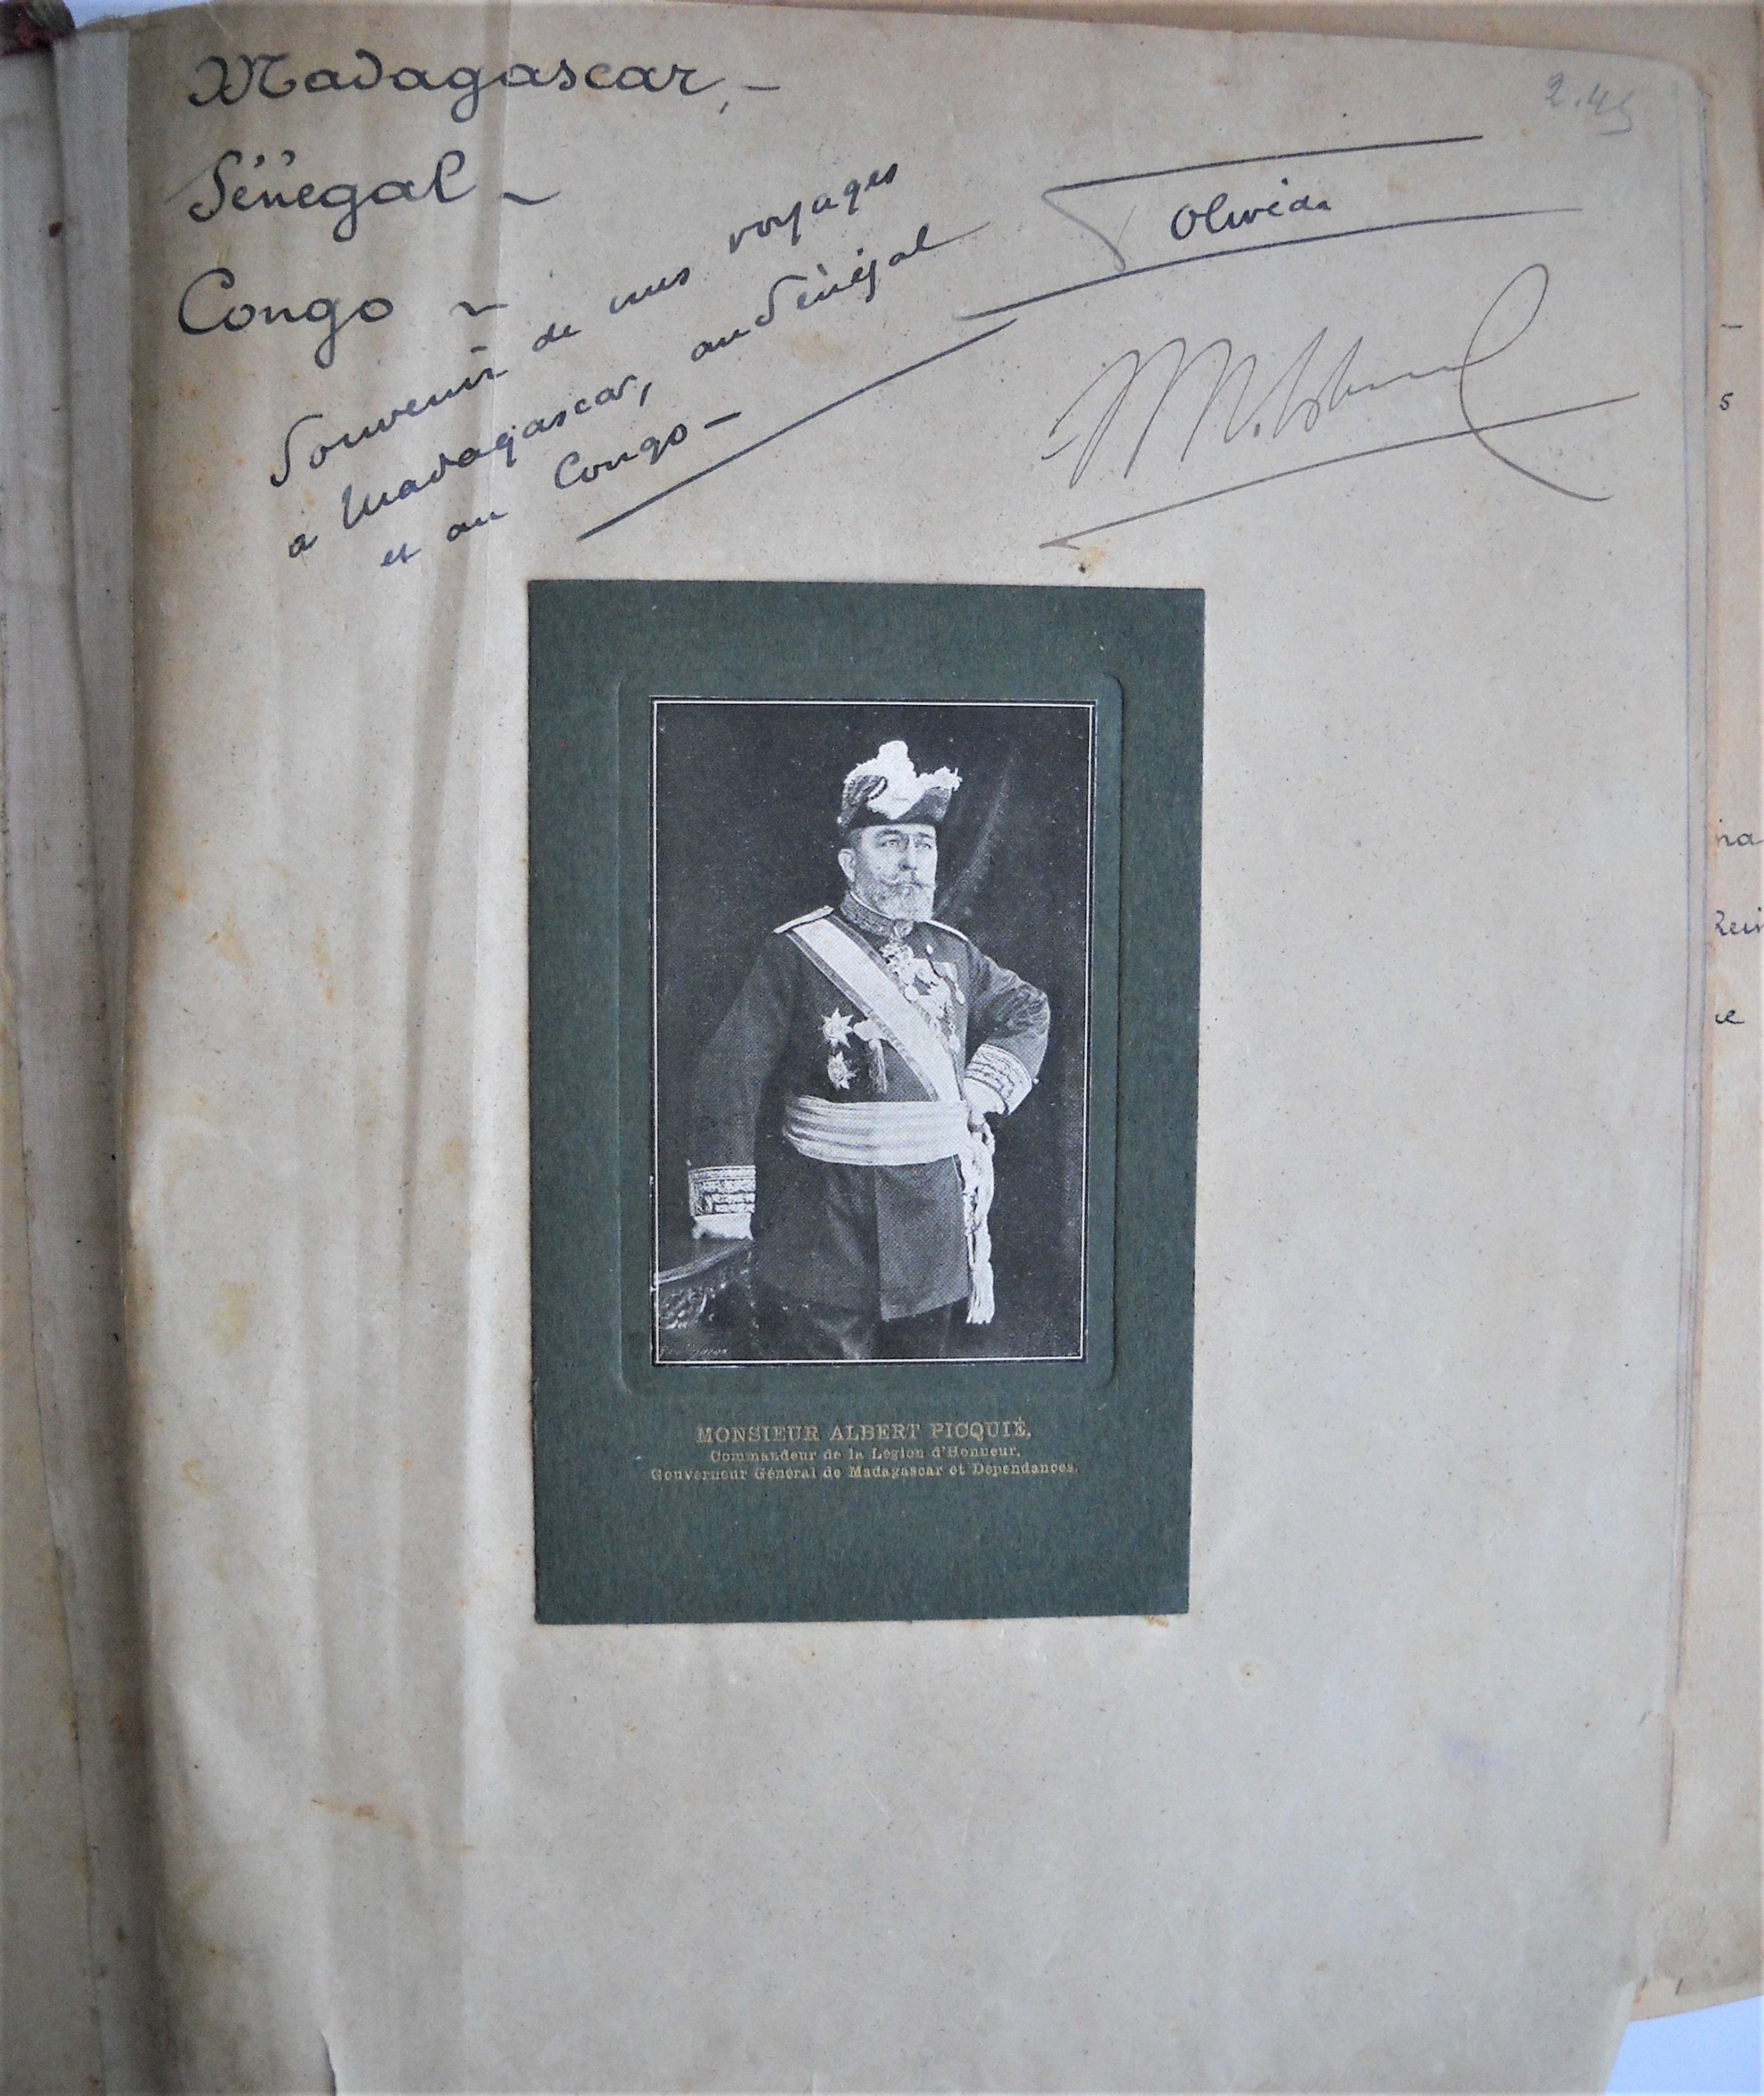 Madagascar, -
2.45
Sénégal -
Congo -
Souvenir de nos voyages
a Madagascar, au Sénégal
et au Congo -
Olivier
MONSIEUR ALBERT PICQUIÉ,
Commandeur de la Légion d'Honneur,
Gouverneur Général de Madagascar et Dépendances.